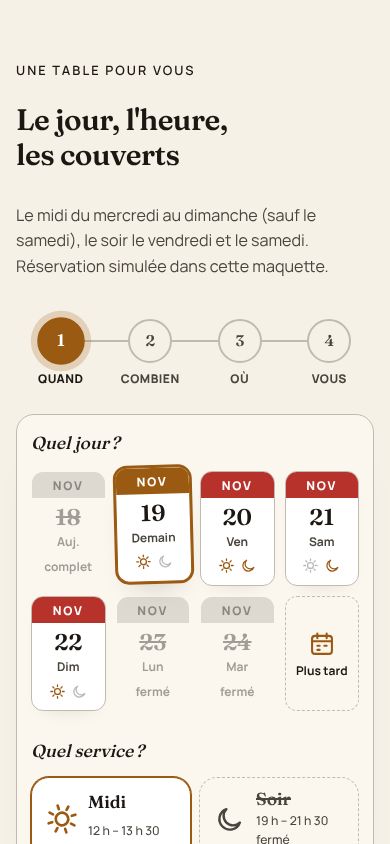 UNE TABLE POUR VOUS
Le jour, l'heure,
les couverts
Le midi du mercredi au dimanche (sauf le
samedi), le soir le vendredi et le samedi.
Réservation simulée dans cette maquette.
1 2 3 4
QUAND COMBIEN OÙ VOUS
Quel jour ?
NOV NOV NOV NOV
18 19 20 21
Auj. Demain Ven Sam
complet
NOV NOV NOV
22 23 24
Dim Lun Mar Plus tard
fermé fermé
Quel service ?
Midi Soir
12 h – 13 h 30 19 h – 21 h 30
fermé